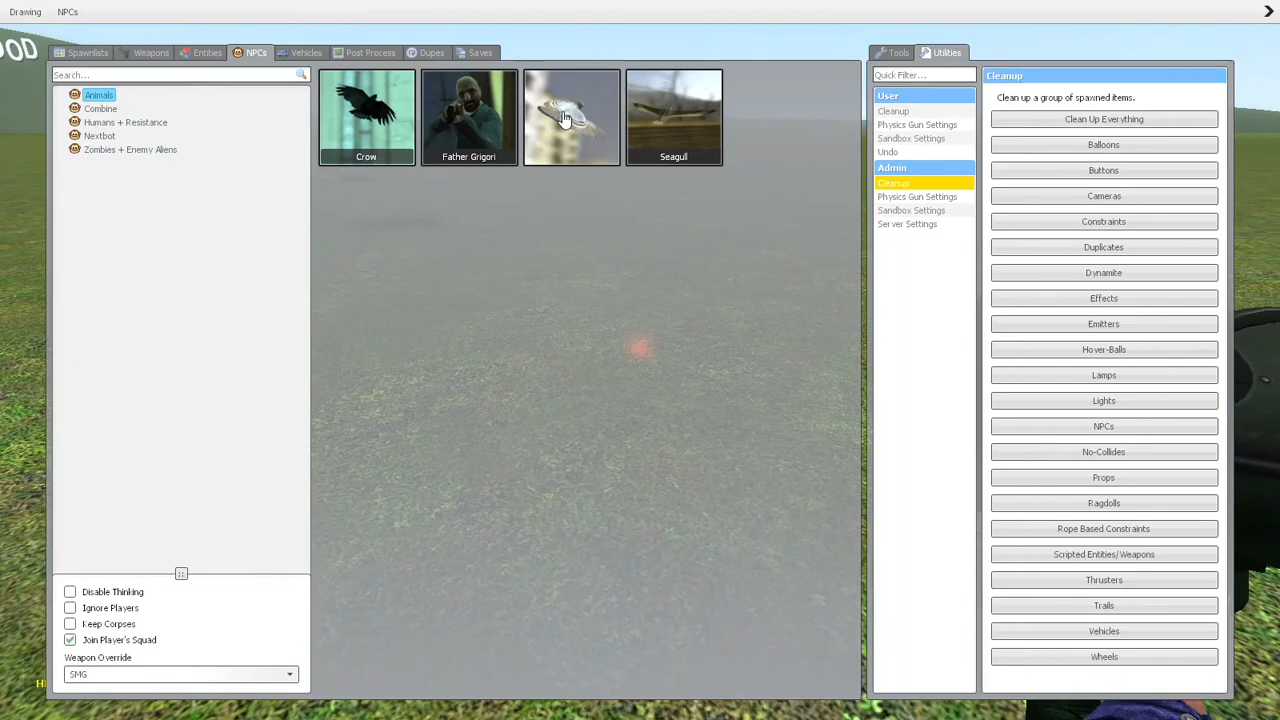 Drawing
NPCs
OOD
Spawnlists
Weapons
Entities
NPCs
Vehicles
Post Process
Dupes
Saves
Tools
Utilities
Search...
Animals
Combine
Humans + Resistance
Nextbot
Zombies + Enemy Aliens
Crow
Father Grigori
Seagull
Disable Thinking
Ignore Players
Keep Corpses
Join Player's Squad
Weapon Override
SMG
Quick Filter...
User
Cleanup
Physics Gun Settings
Sandbox Settings
Undo
Admin
Cleanup
Physics Gun Settings
Sandbox Settings
Server Settings
Cleanup
Clean up a group of spawned items.
Clean Up Everything
Balloons
Buttons
Cameras
Constraints
Duplicates
Dynamite
Effects
Emitters
Hover-Balls
Lamps
Lights
NPCs
No-Collides
Props
Ragdolls
Rope Based Constraints
Scripted Entities/Weapons
Thrusters
Trails
Vehicles
Wheels